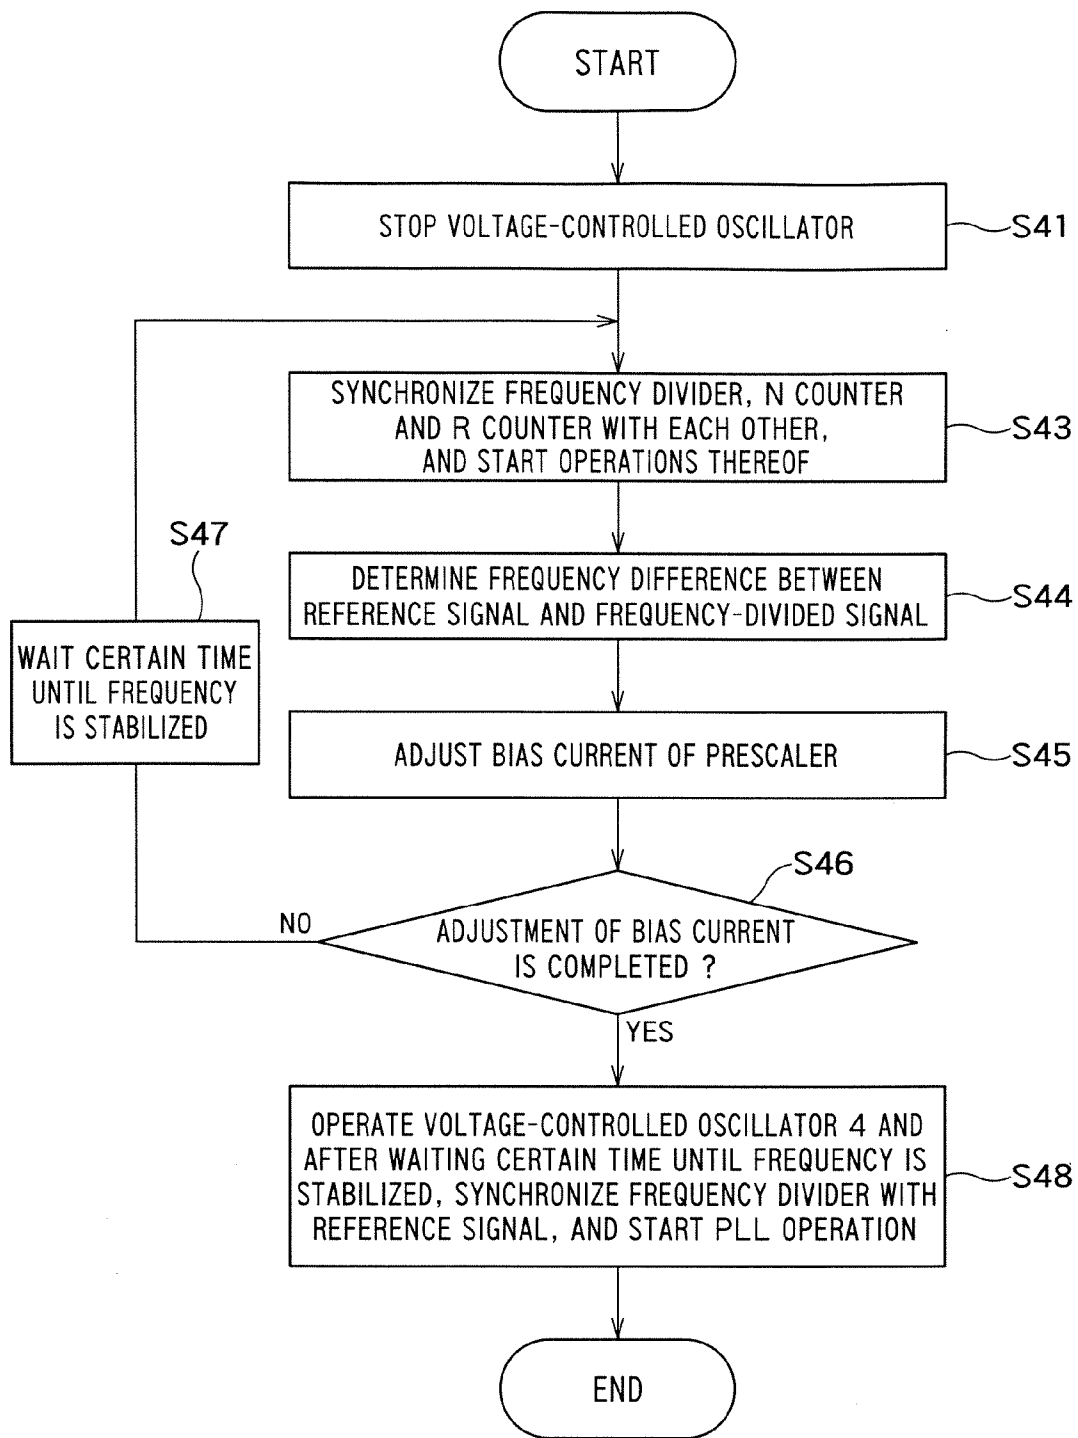 START
STOP VOLTAGE-CONTROLLED OSCILLATOR
S41
SYNCHRONIZE FREQUENCY DIVIDER, N COUNTER
AND R COUNTER WITH EACH OTHER,
AND START OPERATIONS THEREOF
S43
S47
WAIT CERTAIN TIME
UNTIL FREQUENCY
IS STABILIZED
DETERMINE FREQUENCY DIFFERENCE BETWEEN
REFERENCE SIGNAL AND FREQUENCY-DIVIDED SIGNAL
S44
ADJUST BIAS CURRENT OF PRESCALER
S45
S46
NO
ADJUSTMENT OF BIAS CURRENT
IS COMPLETED ?
YES
OPERATE VOLTAGE-CONTROLLED OSCILLATOR 4 AND
AFTER WAITING CERTAIN TIME UNTIL FREQUENCY IS
STABILIZED, SYNCHRONIZE FREQUENCY DIVIDER WITH
REFERENCE SIGNAL, AND START PLL OPERATION
S48
END